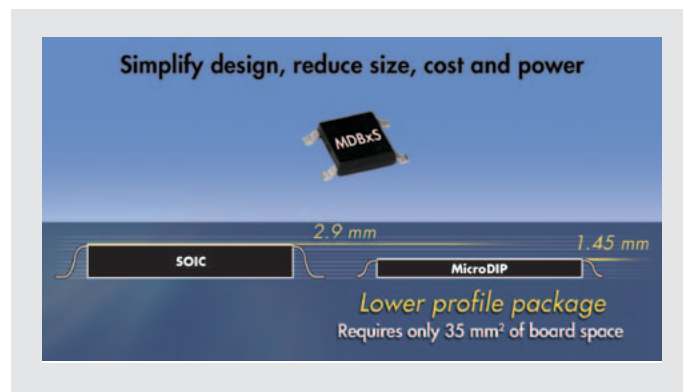 Simplify design, reduce size, cost and power
MDBxS
2.9 mm
1.45 mm
SOIC
MicroDIP
Lower profile package
Requires only 35 mm² of board space